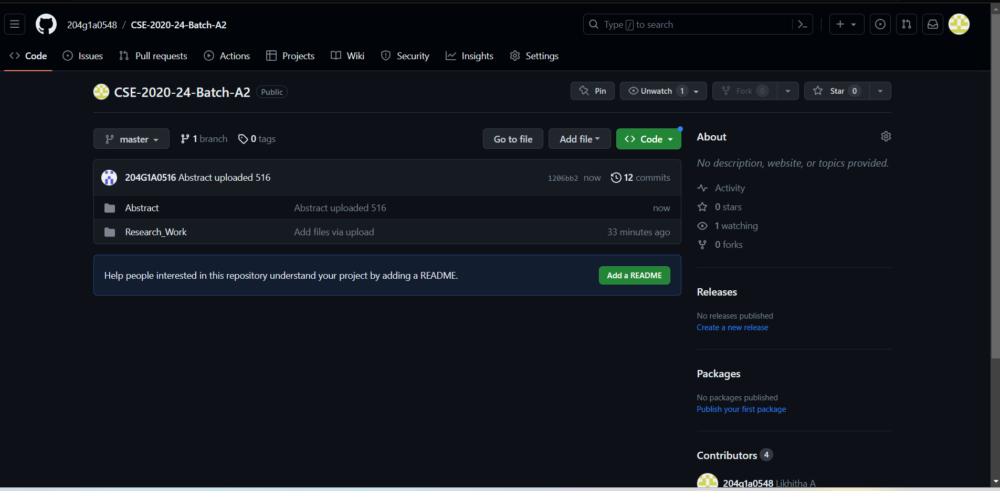 204g1a0548 / CSE-2020-24-Batch-A2
Type / to search
Code Issues Pull requests Actions Projects Wiki Security Insights Settings
CSE-2020-24-Batch-A2 Public
Pin Unwatch 1 Fork 0 Star 0
master 1 branch 0 tags
Go to file Add file Code
204G1A0516 Abstract uploaded 516 1206bb2 now 12 commits
Abstract Abstract uploaded 516 now
Research_Work Add files via upload 33 minutes ago
Help people interested in this repository understand your project by adding a README. Add a README
About
No description, website, or topics provided.
Activity
0 stars
1 watching
0 forks
Releases
No releases published
Create a new release
Packages
No packages published
Publish your first package
Contributors 4
204g1a0548 Likhitha A